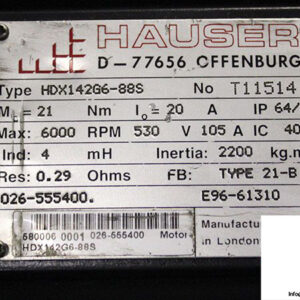 HAUSER
D-77656 OFFENBURG
Type HDX142G6-88S No T11514
M = 21 Nm I₀ = 20 A IP 64/
Max: 6000 RPM 530 V 105 A IC 40
Ind: 4 mH Inertia: 2200 kg.m
Res: 0.29 Ohms FB: TYPE 21-B
026-555400. E96-61310
580006 0001 026-555400 Motor
HDX142G6-88S
Manufactu
in London